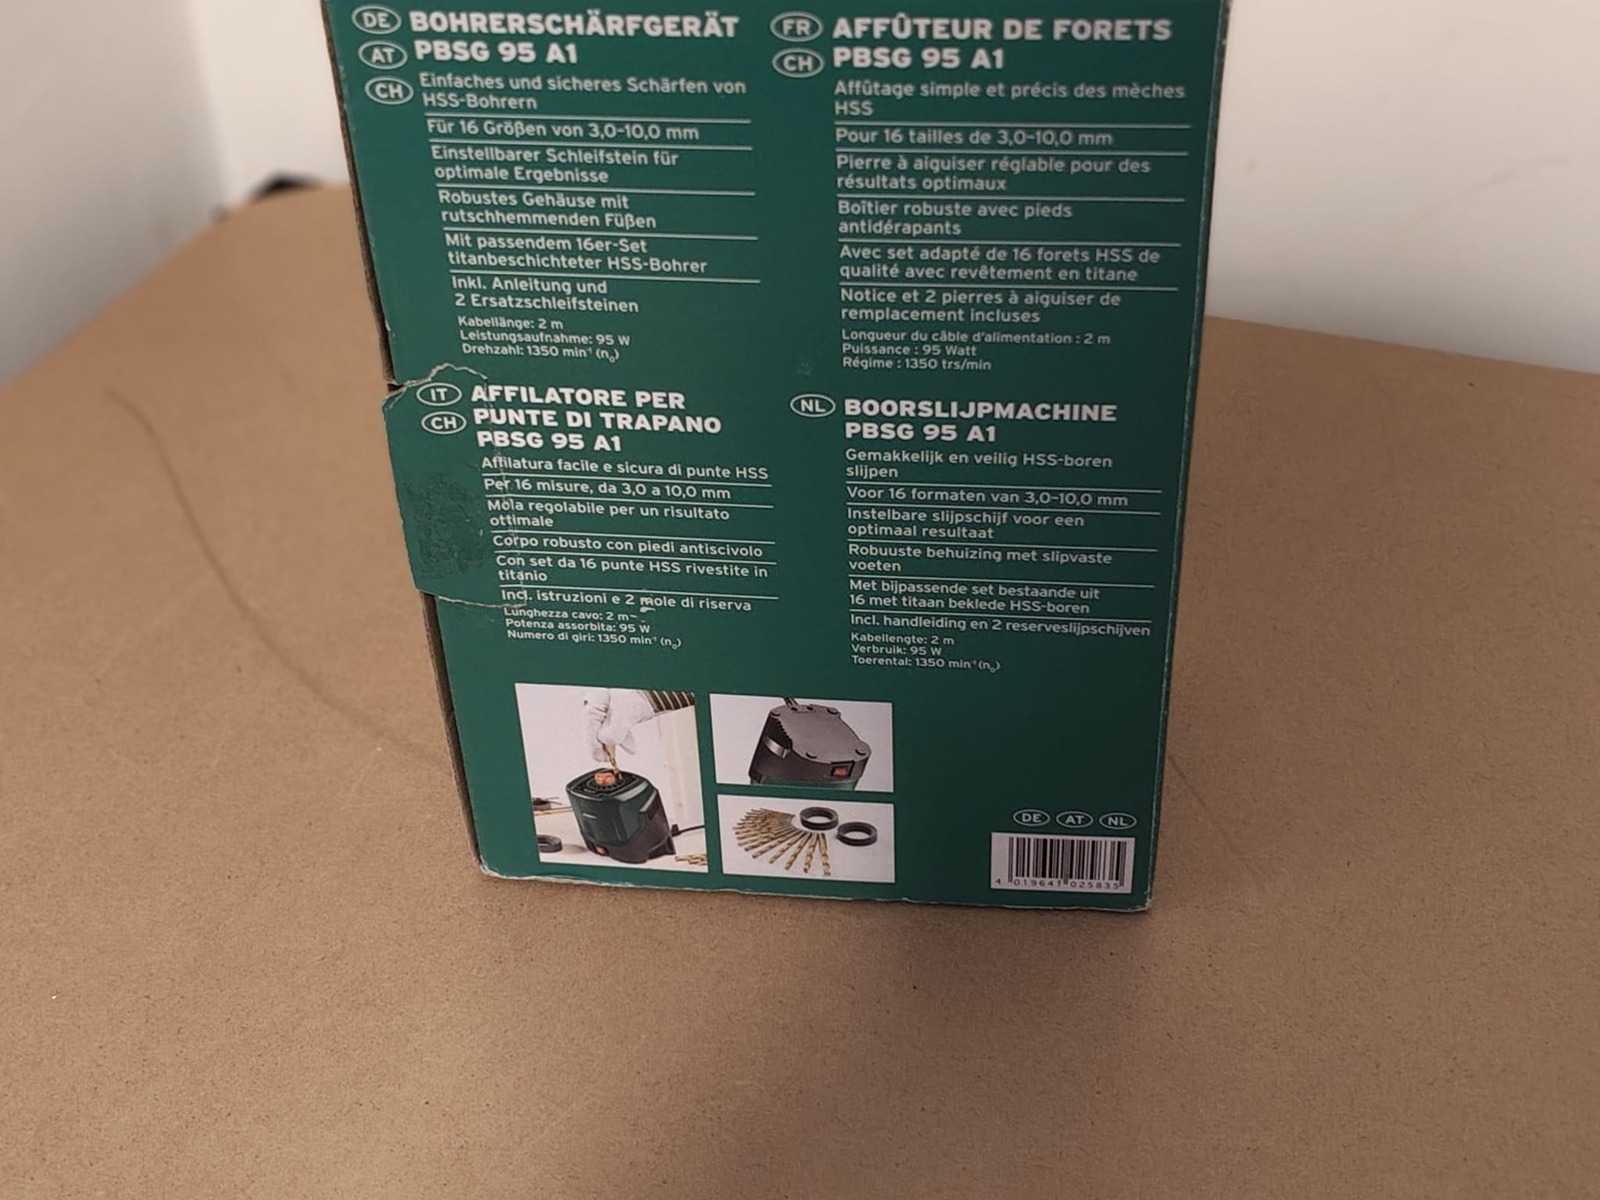 DE BOHRERSCHÄRFGERÄT
AT PBSG 95 A1
CH Einfaches und sicheres Schärfen von
HSS-Bohrern
Für 16 Größen von 3,0-10,0 mm
Einstellbarer Schleifstein für
optimale Ergebnisse
Robustes Gehäuse mit
rutschhemmenden Füßen
Mit passendem 16er-Set
titanbeschichteter HSS-Bohrer
Inkl. Anleitung und
2 Ersatzschleifsteinen
Kabellänge: 2 m
Leistungsaufnahme: 95 W
Drehzahl: 1350 min⁻¹ (n₀)
FR AFFÛTEUR DE FORETS
CH PBSG 95 A1
Affûtage simple et précis des mèches
HSS
Pour 16 tailles de 3,0-10,0 mm
Pierre à aiguiser réglable pour des
résultats optimaux
Boîtier robuste avec pieds
antidérapants
Avec set adapté de 16 forets HSS de
qualité avec revêtement en titane
Notice et 2 pierres à aiguiser de
remplacement incluses
Longueur du câble d'alimentation : 2 m
Puissance : 95 Watt
Régime : 1350 trs/min
IT AFFILATORE PER
CH PUNTE DI TRAPANO
PBSG 95 A1
Affilatura facile e sicura di punte HSS
Per 16 misure, da 3,0 a 10,0 mm
Mola regolabile per un risultato
ottimale
Corpo robusto con piedi antiscivolo
Con set da 16 punte HSS rivestite in
titanio
Incl. istruzioni e 2 mole di riserva
Lunghezza cavo: 2 m
Potenza assorbita: 95 W
Numero di giri: 1350 min⁻¹ (n₀)
NL BOORSLIJPMACHINE
PBSG 95 A1
Gemakkelijk en veilig HSS-boren
slijpen
Voor 16 formaten van 3,0-10,0 mm
Instelbare slijpschijf voor een
optimaal resultaat
Robuuste behuizing met slipvaste
voeten
Met bijpassende set bestaande uit
16 met titaan beklede HSS-boren
Incl. handleiding en 2 reserveslijpschijven
Kabellengte: 2 m
Verbruik: 95 W
Toerental: 1350 min⁻¹ (n₀)
DE AT NL
4 019641 025835